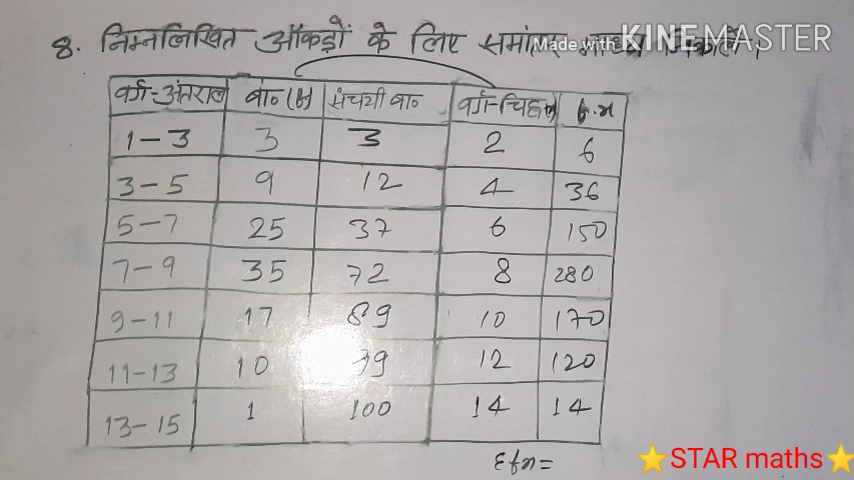 8. निम्नलिखित आँकड़ों के लिए समांतर माध्य निकालें।
Made with KINEMASTER
वर्ग-अंतराल बा० (f) संचयी बा० वर्ग-चिह्न f.x
1-3 3 3 2 6
3-5 9 12 4 36
5-7 25 37 6 150
7-9 35 72 8 280
9-11 17 89 10 170
11-13 10 99 12 120
13-15 1 100 14 14
Σfx=
STAR maths